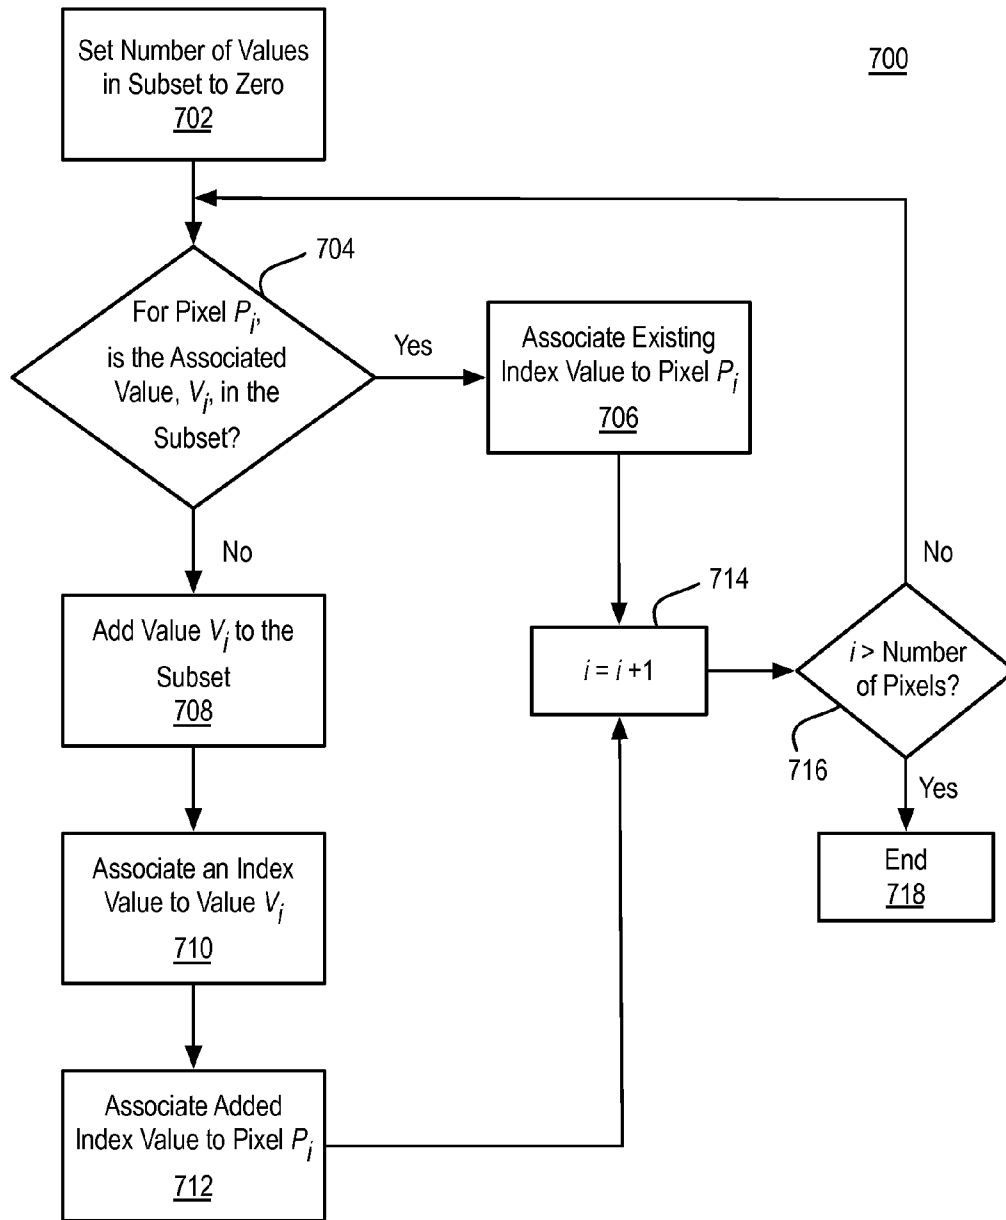 Set Number of Values
in Subset to Zero
702
700
704
For Pixel Pi,
is the Associated
Value, Vi, in the
Subset?
Yes
Associate Existing
Index Value to Pixel Pi
706
No
Add Value Vi to the
Subset
708
714
i = i +1
No
i > Number
of Pixels?
716
Yes
End
718
Associate an Index
Value to Value Vi
710
Associate Added
Index Value to Pixel Pi
712